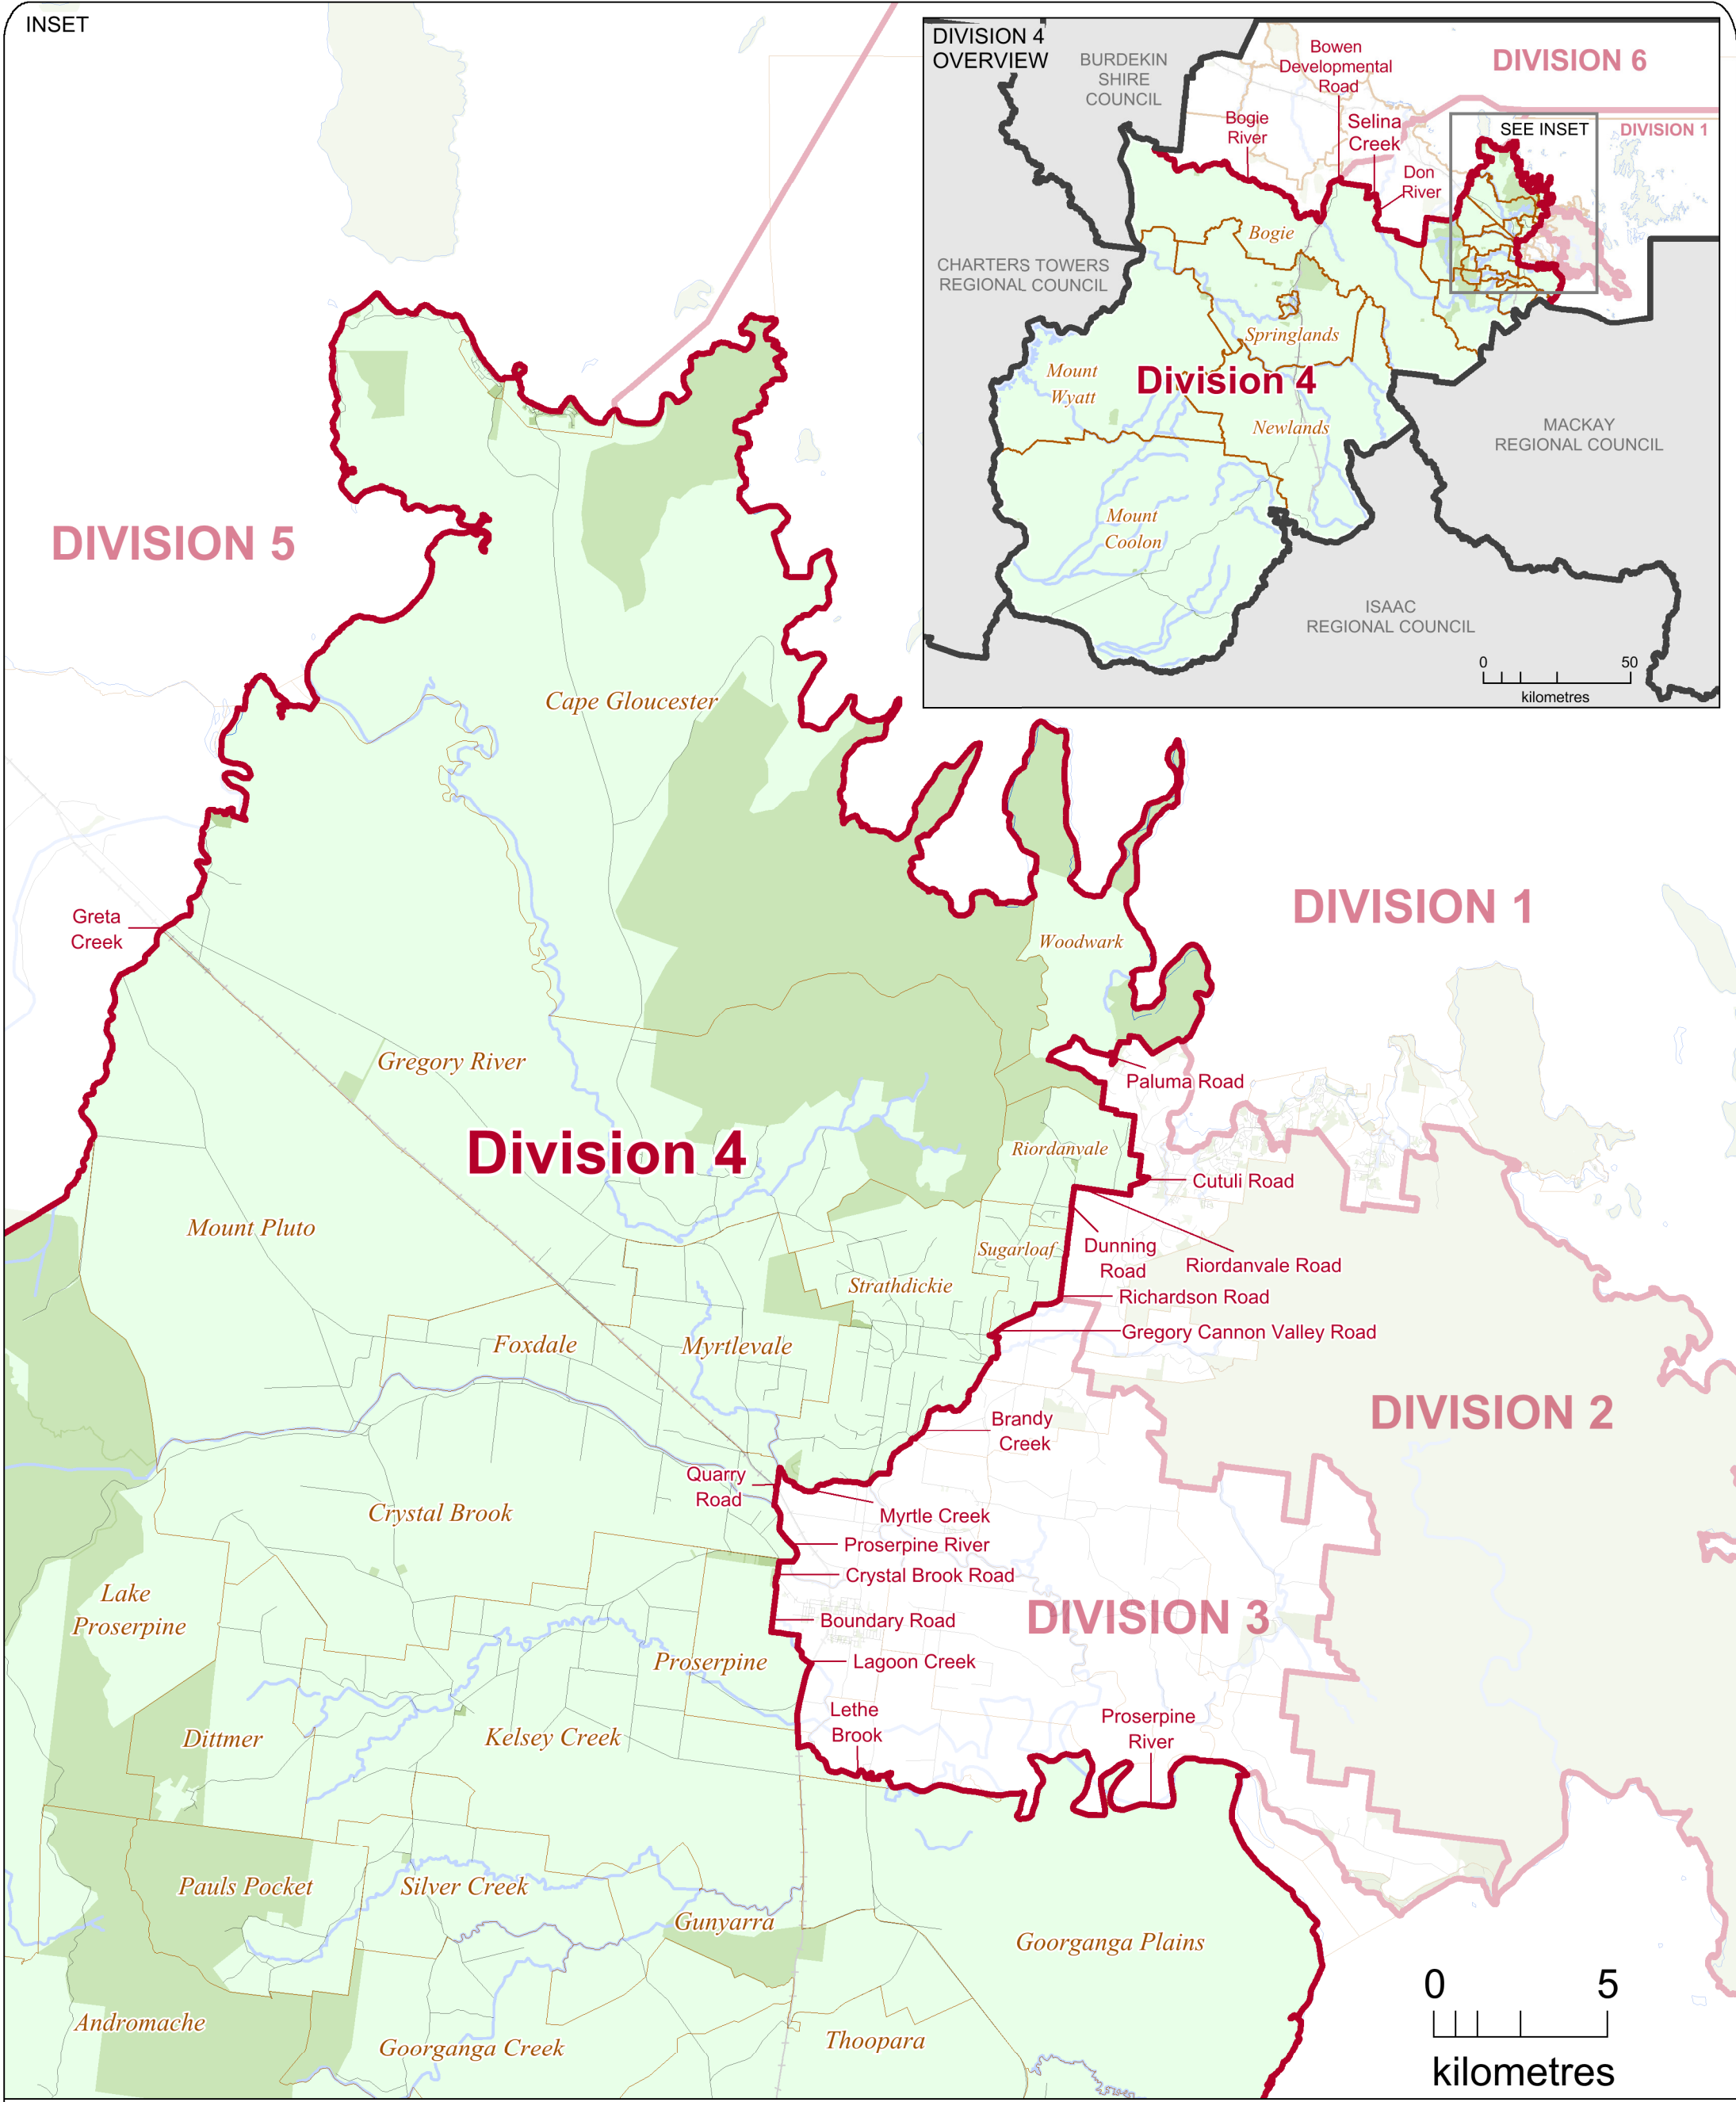 INSET
DIVISION 4
OVERVIEW
BURDEKIN
SHIRE
COUNCIL
Bowen
Developmental
Road
DIVISION 6
Bogie
River
Selina
Creek
SEE INSET
DIVISION 1
Don
River
Bogie
CHARTERS TOWERS
REGIONAL COUNCIL
Springlands
Mount
Wyatt
Division 4
Newlands
MACKAY
REGIONAL COUNCIL
Mount
Coolon
ISAAC
REGIONAL COUNCIL
0 50
kilometres
DIVISION 5
Cape Gloucester
DIVISION 1
Greta
Creek
Woodwark
Gregory River
Paluma Road
Division 4
Riordanvale
Cutuli Road
Mount Pluto
Sugarloaf
Dunning
Road
Riordanvale Road
Strathdickie
Richardson Road
Gregory Cannon Valley Road
Foxdale
Myrtlevale
DIVISION 2
Brandy
Creek
Quarry
Road
Crystal Brook
Myrtle Creek
Proserpine River
Crystal Brook Road
Lake
Proserpine
Boundary Road
DIVISION 3
Proserpine
Lagoon Creek
Lethe
Brook
Proserpine
River
Dittmer
Kelsey Creek
Pauls Pocket
Silver Creek
Gunyarra
Goorganga Plains
0 5
kilometres
Andromache
Goorganga Creek
Thoopara